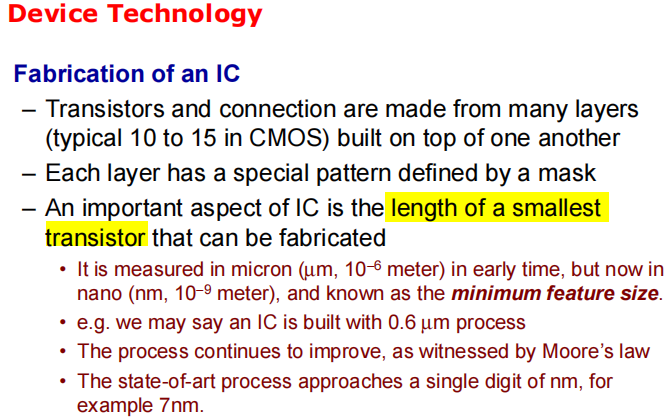 Device Technology
Fabrication of an IC
– Transistors and connection are made from many layers
(typical 10 to 15 in CMOS) built on top of one another
– Each layer has a special pattern defined by a mask
– An important aspect of IC is the length of a smallest
transistor that can be fabricated
• It is measured in micron (μm, 10⁻⁶ meter) in early time, but now in
nano (nm, 10⁻⁹ meter), and known as the minimum feature size.
• e.g. we may say an IC is built with 0.6 μm process
• The process continues to improve, as witnessed by Moore's law
• The state-of-art process approaches a single digit of nm, for
example 7nm.